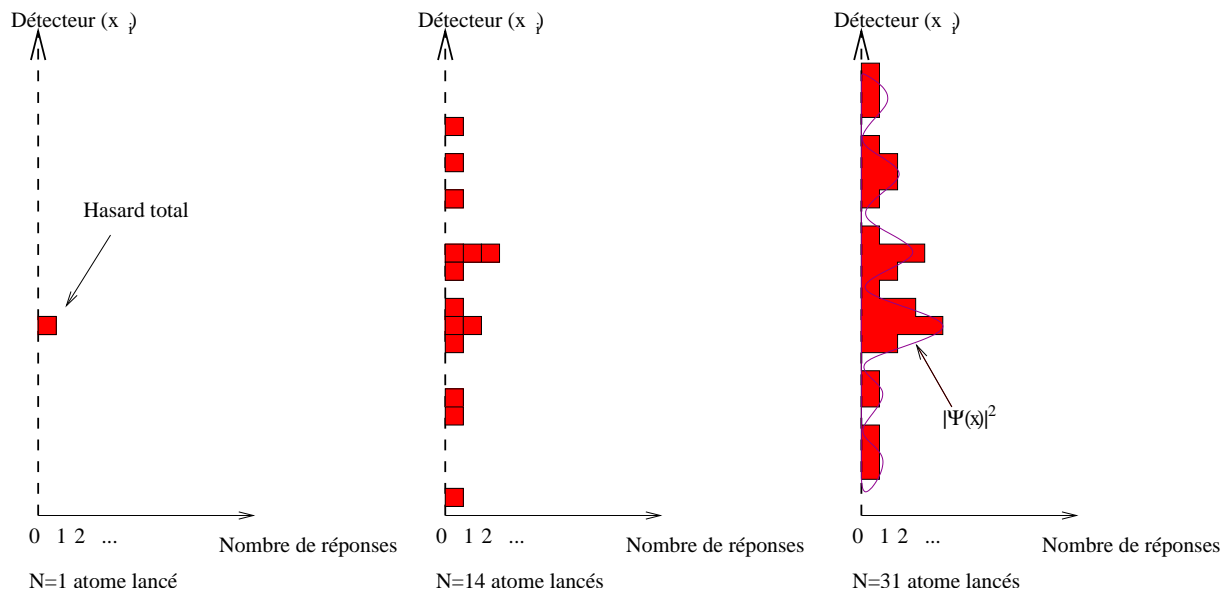 Détecteur (x i)
Hasard total
0 1 2 ...
Nombre de réponses
N=1 atome lancé
Détecteur (x i)
0 1 2 ...
Nombre de réponses
N=14 atome lancés
Détecteur (x i)
|Ψ(x)|²
0 1 2 ...
Nombre de réponses
N=31 atome lancés